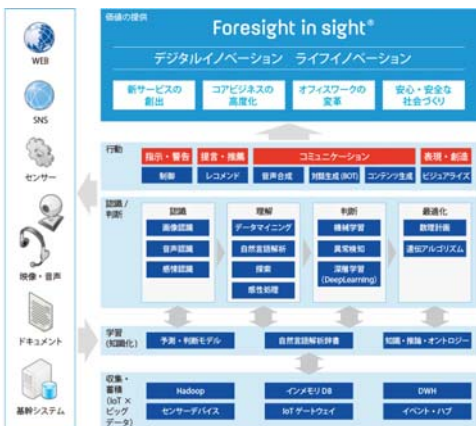 WEB
SNS
センサー
映像・音声
ドキュメント
基幹システム
価値の提供
Foresight in sight®
デジタルイノベーション ライフイノベーション
新サービスの
創出
コアビジネスの
高度化
オフィスワークの
変革
安心・安全な
社会づくり
行動
指示・警告
提言・推薦
コミュニケーション
表現・創造
制御
レコメンド
音声合成
対話生成(BOT)
コンテンツ生成
ビジュアライズ
認識/
判断
認識
画像認識
音声認識
感情認識
理解
データマイニング
自然言語解析
探索
感性処理
判断
機械学習
異常検知
深層学習
(DeepLearning)
最適化
数理計画
遺伝アルゴリズム
学習
(知識化)
予測・判断モデル
自然言語解析辞書
知識・推論・オントロジー
収集・
蓄積
(IoT×
ビッグ
データ)
Hadoop
インメモリDB
DWH
センサーデバイス
IoTゲートウェイ
イベント・ハブ